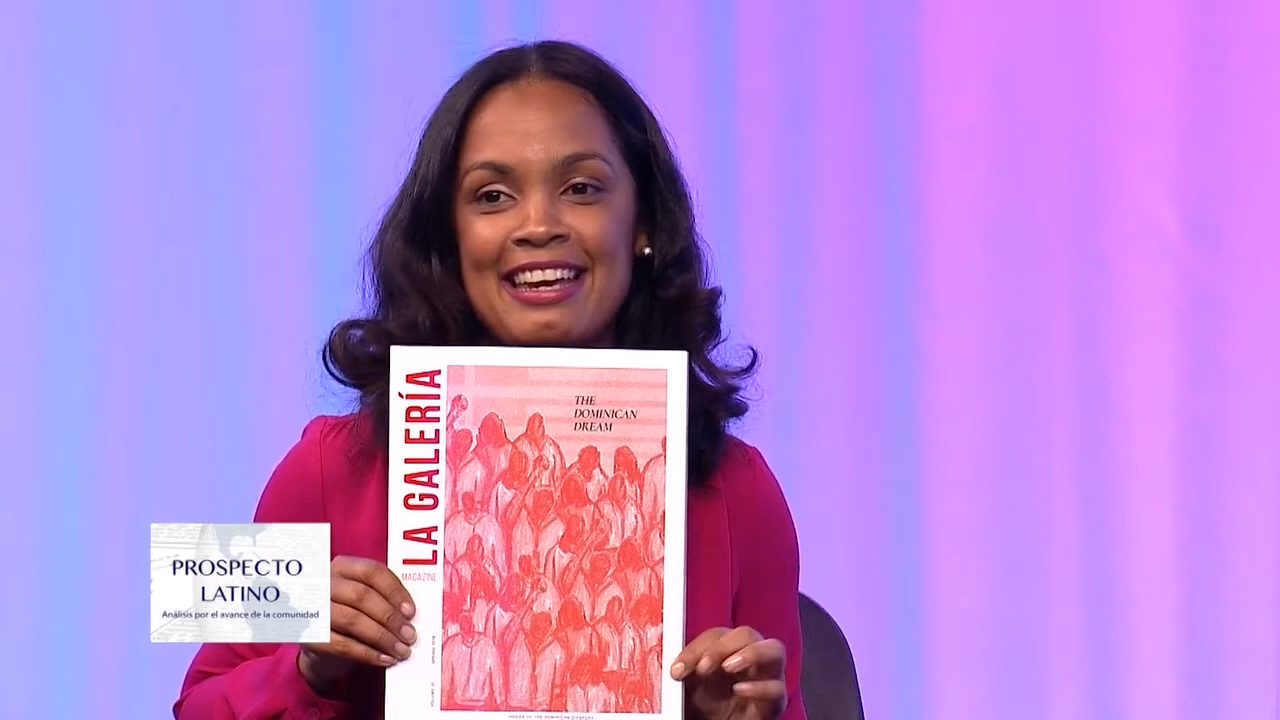 LA GALERÍA
MAGAZINE
THE
DOMINICAN
DREAM
PROSPECTO
LATINO
Análisis por el avance de la comunidad